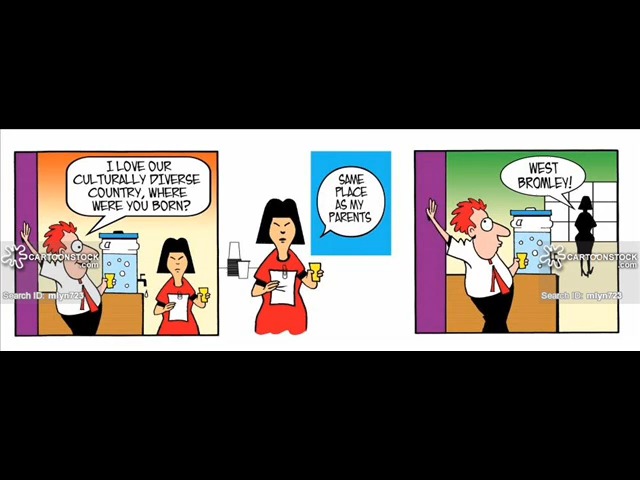 I LOVE OUR
CULTURALLY DIVERSE
COUNTRY, WHERE
WERE YOU BORN?
SAME
PLACE
AS MY
PARENTS
WEST
BROMLEY!
CARTOONSTOCK
.com
Search ID: mlyn723
CARTOONSTOCK
.com
Search ID: mlyn723